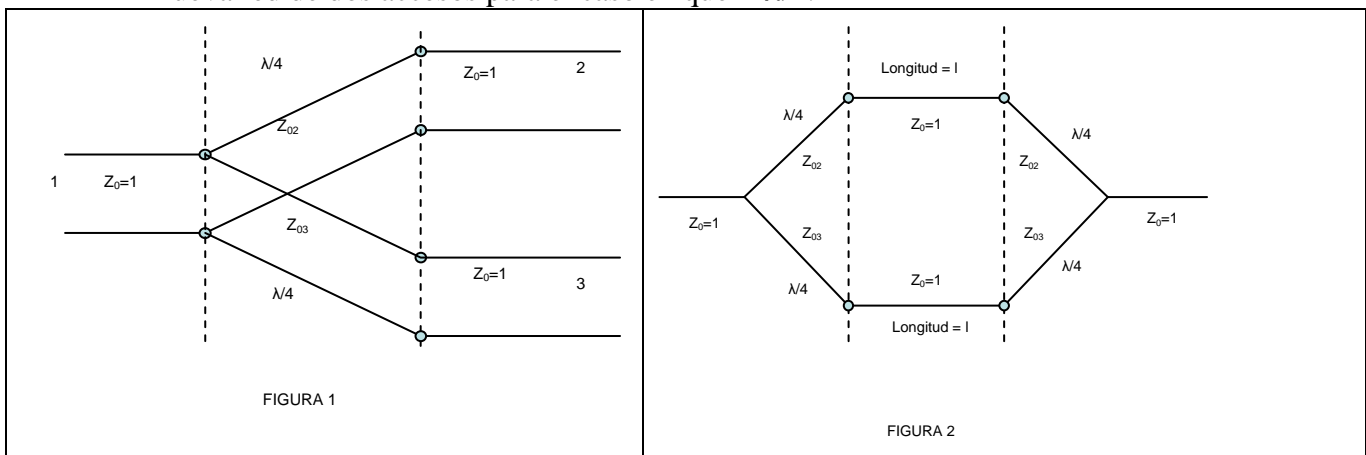 λ/4
Z₀=1
2
Z₀₂
1
Z₀=1
Z₀₃
Z₀=1
3
λ/4
FIGURA 1
Longitud = l
λ/4
Z₀=1
λ/4
Z₀₂
Z₀₂
Z₀=1
Z₀=1
Z₀₃
Z₀₃
λ/4
Z₀=1
λ/4
Longitud = l
FIGURA 2